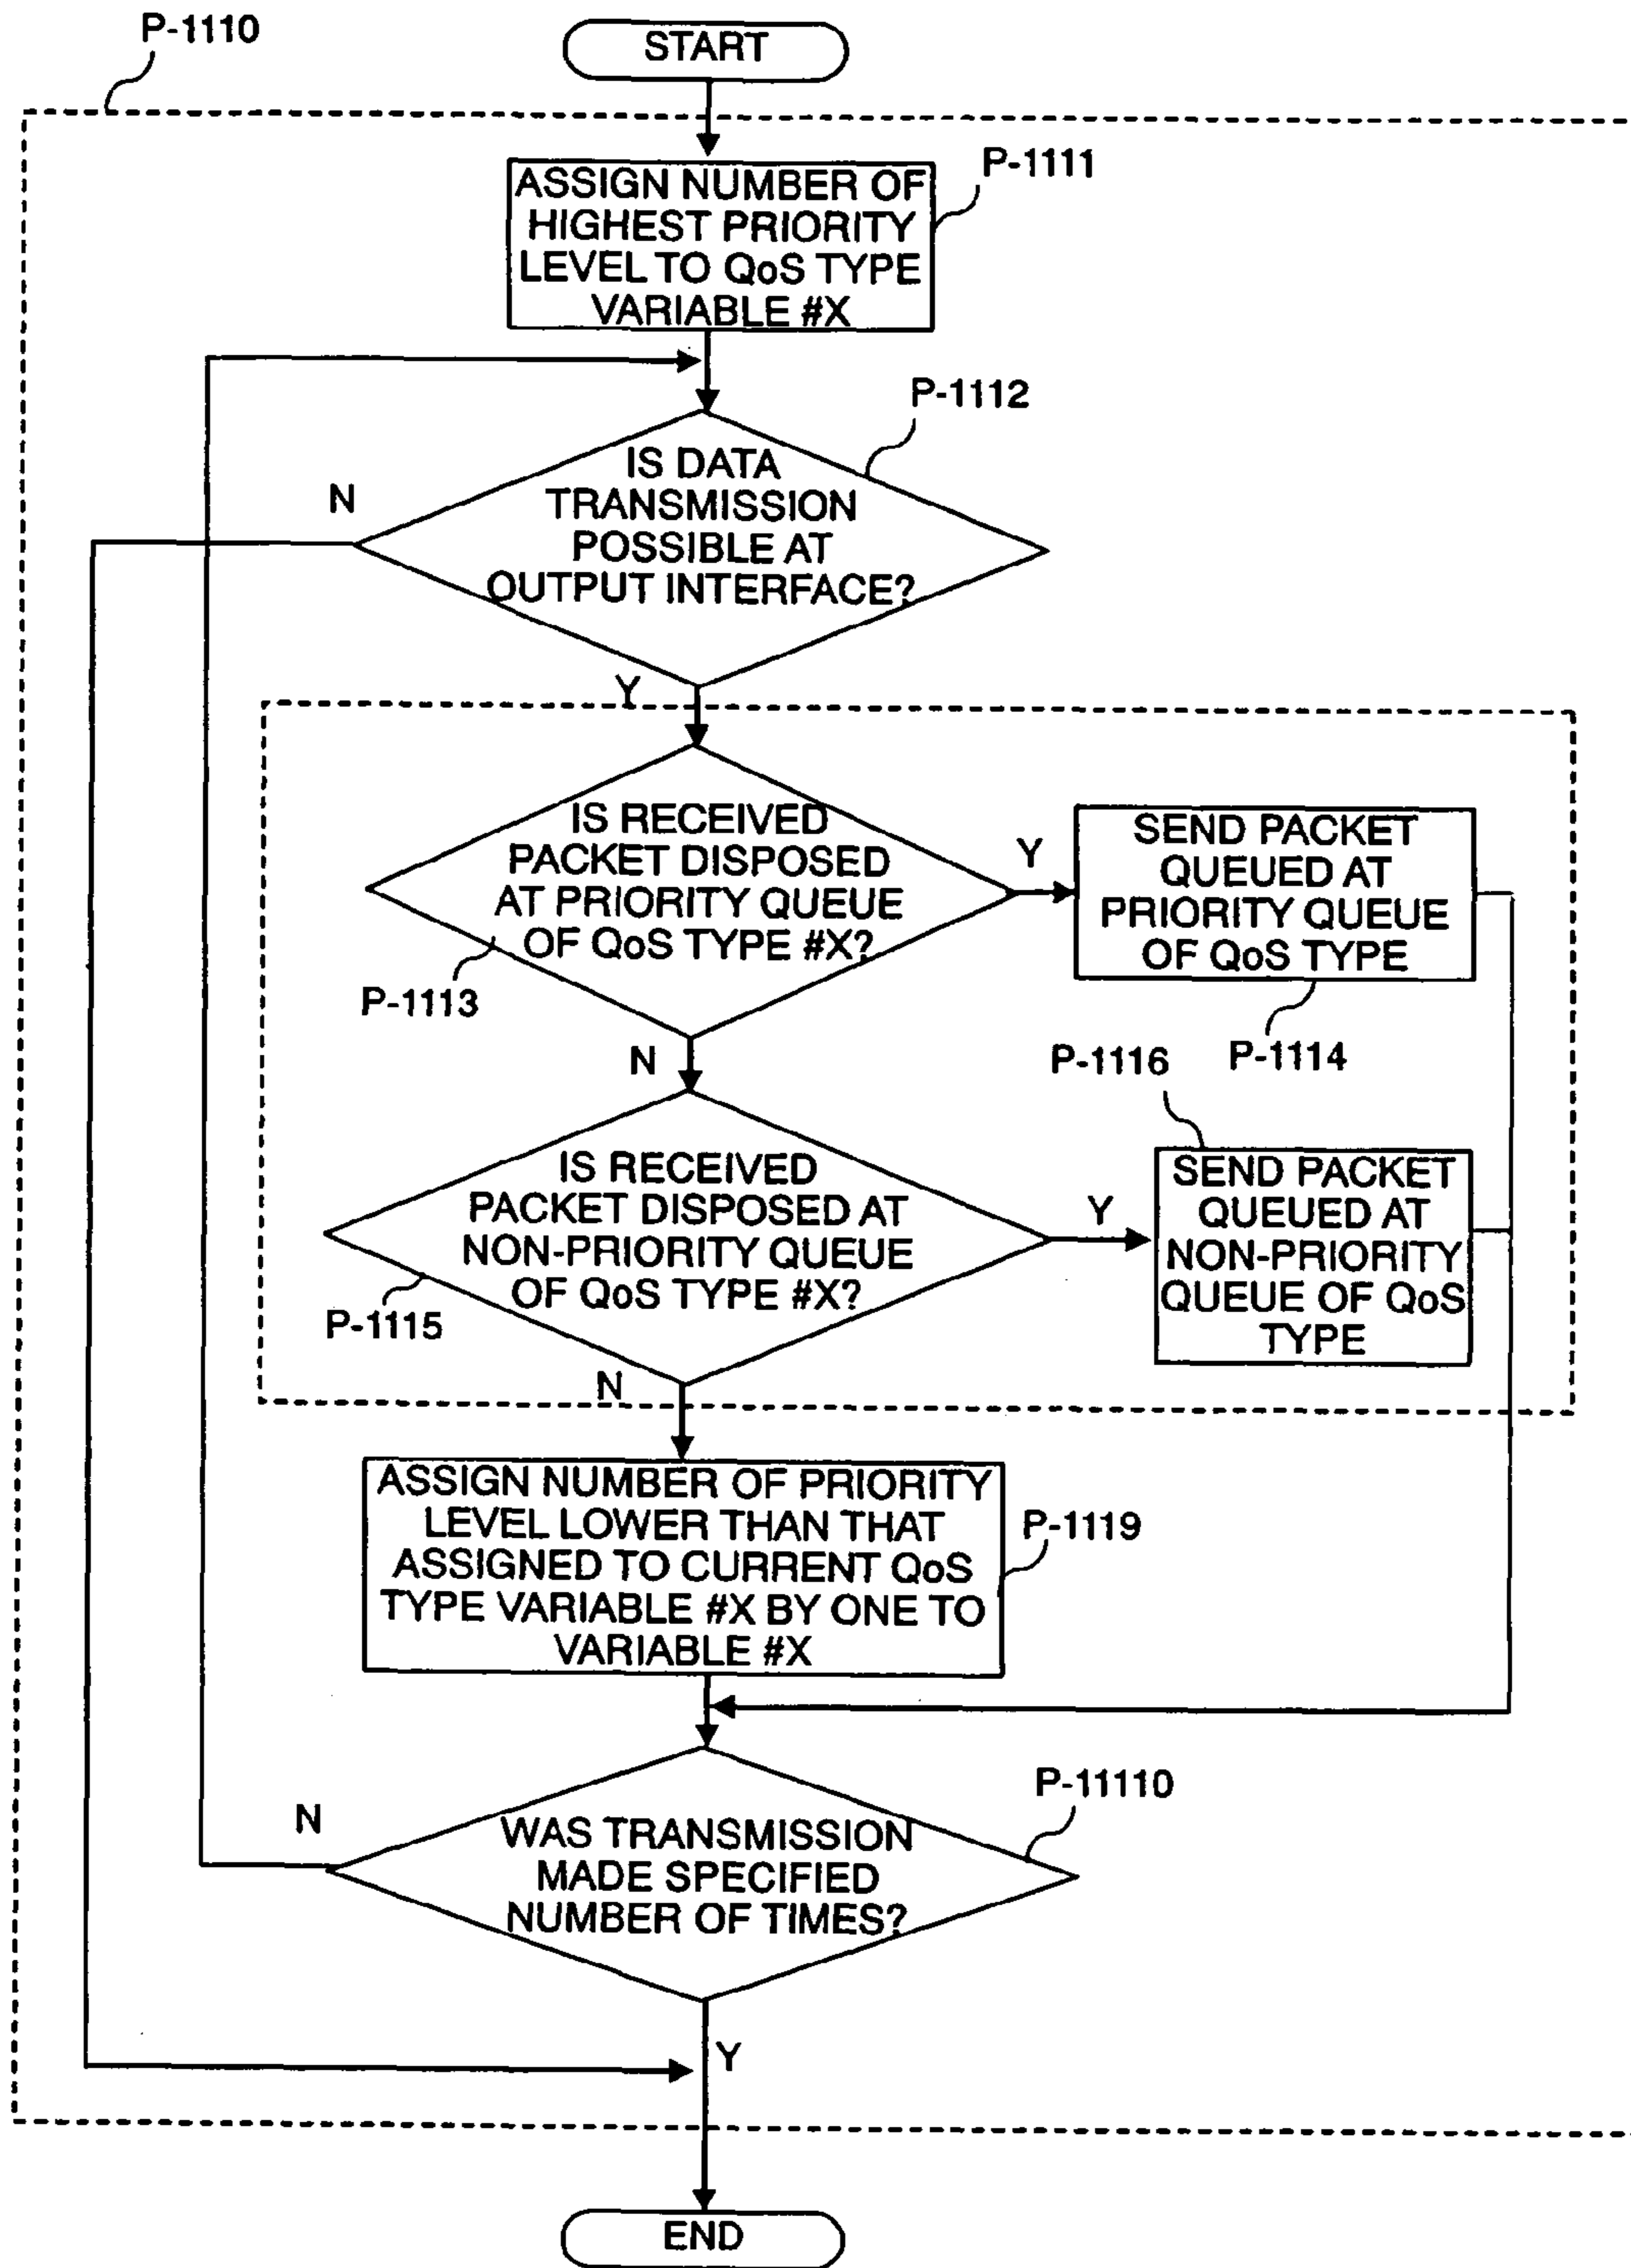 P-1110
START
P-1111
ASSIGN NUMBER OF
HIGHEST PRIORITY
LEVEL TO QoS TYPE
VARIABLE #X
P-1112
IS DATA
TRANSMISSION
POSSIBLE AT
OUTPUT INTERFACE?
N
Y
IS RECEIVED
PACKET DISPOSED
AT PRIORITY QUEUE
OF QoS TYPE #X?
Y
SEND PACKET
QUEUED AT
PRIORITY QUEUE
OF QoS TYPE
P-1113
P-1114
N
P-1116
IS RECEIVED
PACKET DISPOSED AT
NON-PRIORITY QUEUE
OF QoS TYPE #X?
Y
SEND PACKET
QUEUED AT
NON-PRIORITY
QUEUE OF QoS
TYPE
P-1115
N
ASSIGN NUMBER OF PRIORITY
LEVEL LOWER THAN THAT
ASSIGNED TO CURRENT QoS
TYPE VARIABLE #X BY ONE TO
VARIABLE #X
P-1119
P-11110
N
WAS TRANSMISSION
MADE SPECIFIED
NUMBER OF TIMES?
Y
END